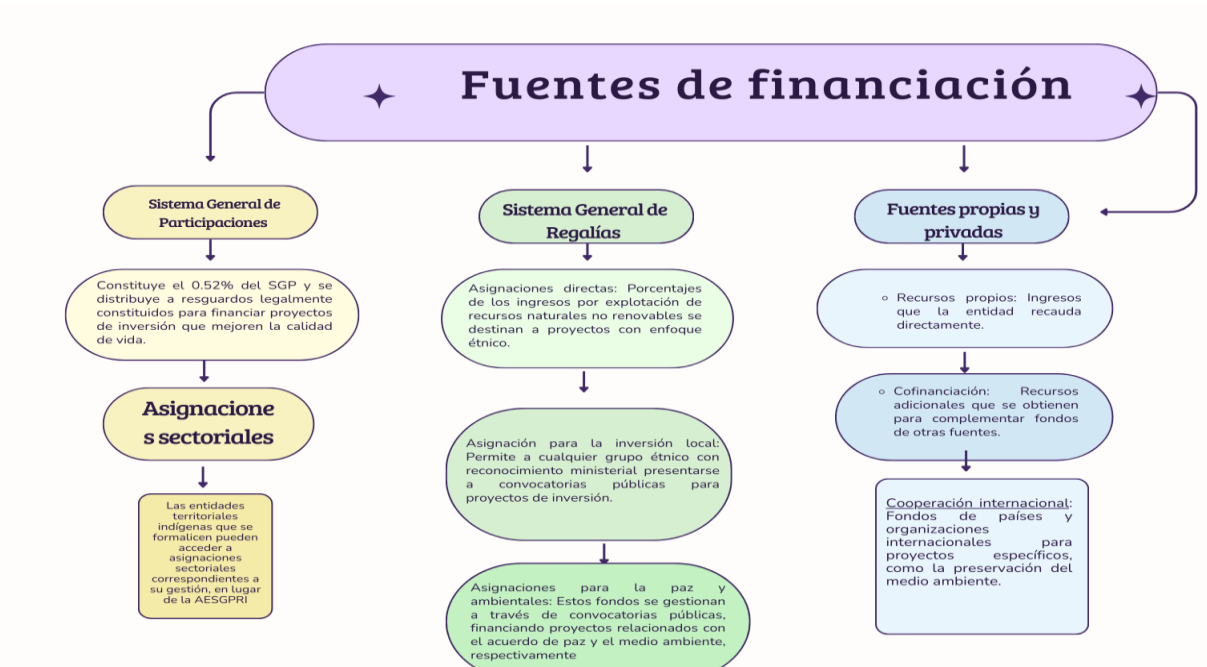 Fuentes de financiación
Sistema General de
Participaciones
Constituye el 0.52% del SGP y se
distribuye a resguardos legalmente
constituidos para financiar proyectos
de inversión que mejoren la calidad
de vida.
Asignacione
s sectoriales
Las entidades
territoriales
indígenas que se
formalicen pueden
acceder a
asignaciones
sectoriales
correspondientes a
su gestión, en lugar
de la AESGPRI
Sistema General de
Regalías
Asignaciones directas: Porcentajes
de los ingresos por explotación de
recursos naturales no renovables se
destinan a proyectos con enfoque
étnico.
Asignación para la inversión local:
Permite a cualquier grupo étnico con
reconocimiento ministerial presentarse
a convocatorias públicas para
proyectos de inversión.
Asignaciones para la paz y
ambientales: Estos fondos se gestionan
a través de convocatorias públicas,
financiando proyectos relacionados con
el acuerdo de paz y el medio ambiente,
respectivamente
Fuentes propias y
privadas
Recursos propios: Ingresos
que la entidad recauda
directamente.
Cofinanciación: Recursos
adicionales que se obtienen
para complementar fondos
de otras fuentes.
Cooperación internacional:
Fondos de países y
organizaciones
internacionales para
proyectos específicos,
como la preservación del
medio ambiente.